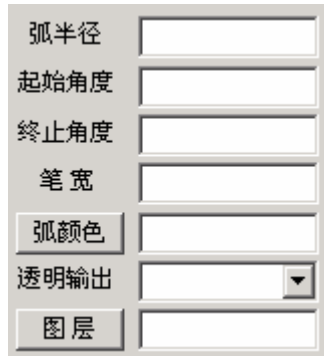 弧半径
起始角度
终止角度
笔 宽
弧颜色
透明输出
图 层